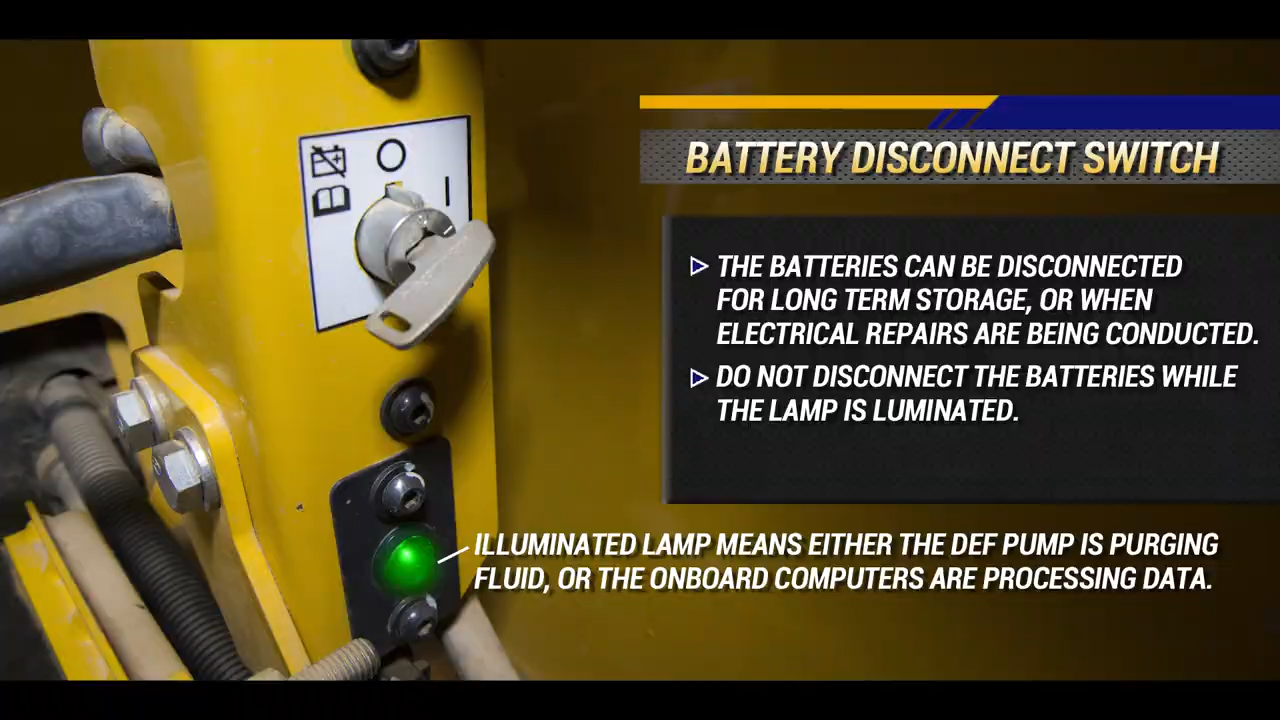 BATTERY DISCONNECT SWITCH
THE BATTERIES CAN BE DISCONNECTED
FOR LONG TERM STORAGE, OR WHEN
ELECTRICAL REPAIRS ARE BEING CONDUCTED.
DO NOT DISCONNECT THE BATTERIES WHILE
THE LAMP IS LUMINATED.
ILLUMINATED LAMP MEANS EITHER THE DEF PUMP IS PURGING
FLUID, OR THE ONBOARD COMPUTERS ARE PROCESSING DATA.